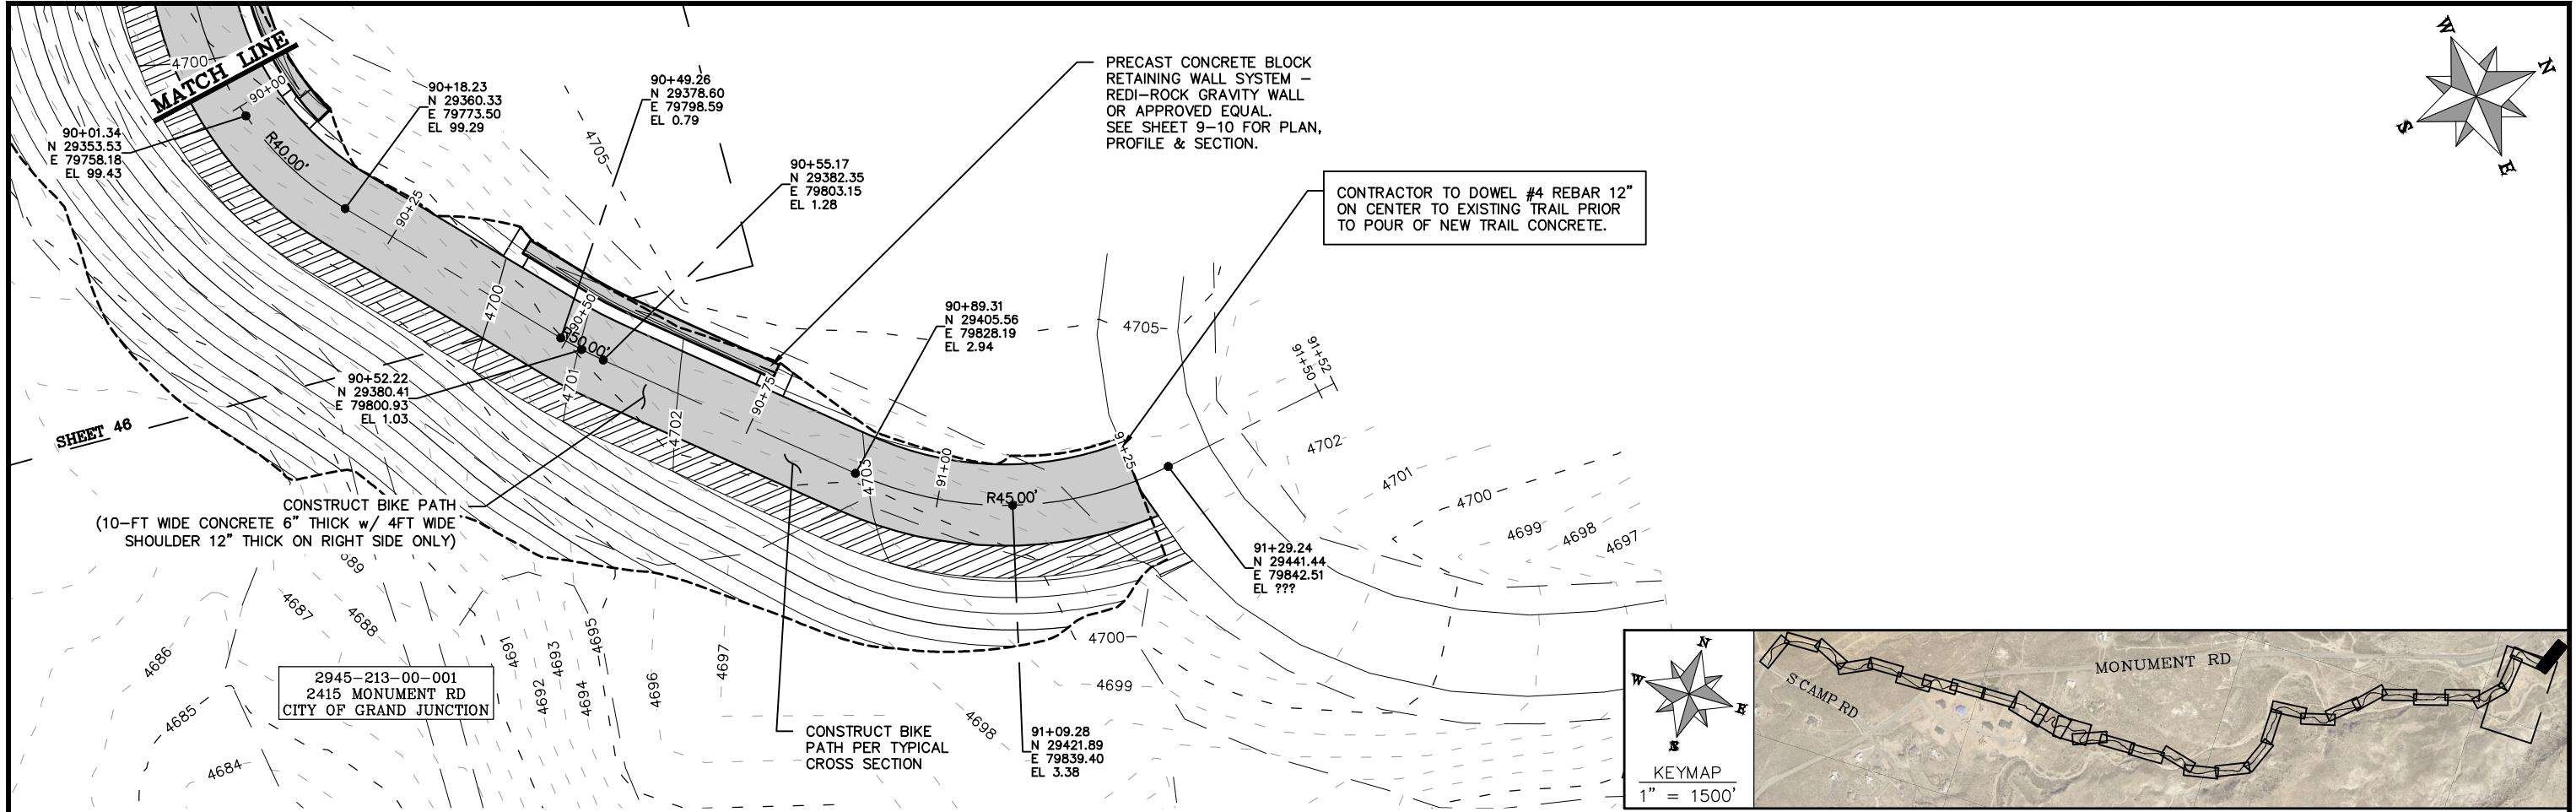 4700
MATCH LINE
90+00
90+01.34
N 29353.53
E 79758.18
EL 99.43
R40.00'
90+18.23
N 29360.33
E 79773.50
EL 99.29
90+25
90+49.26
N 29378.60
E 79798.59
EL 0.79
4705
90+55.17
N 29382.35
E 79803.15
EL 1.28
PRECAST CONCRETE BLOCK
RETAINING WALL SYSTEM –
REDI–ROCK GRAVITY WALL
OR APPROVED EQUAL.
SEE SHEET 9–10 FOR PLAN,
PROFILE & SECTION.
CONTRACTOR TO DOWEL #4 REBAR 12"
ON CENTER TO EXISTING TRAIL PRIOR
TO POUR OF NEW TRAIL CONCRETE.
W
N
S
E
4700
90+50
4701
90+52.22
N 29380.41
E 79800.93
EL 1.03
4702
90+75
90+89.31
N 29405.56
E 79828.19
EL 2.94
4703
91+00
R45.00'
91+25
4705
91+50
91+52
4702
4701
4700
4699
4698
4697
SHEET 46
CONSTRUCT BIKE PATH
(10–FT WIDE CONCRETE 6" THICK w/ 4FT WIDE
SHOULDER 12" THICK ON RIGHT SIDE ONLY)
91+29.24
N 29441.44
E 79842.51
EL ???
4687
4688
4686
4685
4684
4691
4692
4693
4694
4695
4696
4697
2945–213–00–001
2415 MONUMENT RD
CITY OF GRAND JUNCTION
CONSTRUCT BIKE
PATH PER TYPICAL
CROSS SECTION
91+09.28
N 29421.89
E 79839.40
EL 3.38
4700
4699
4698
N
W
E
S
KEYMAP
1" = 1500'
S CAMP RD
MONUMENT RD